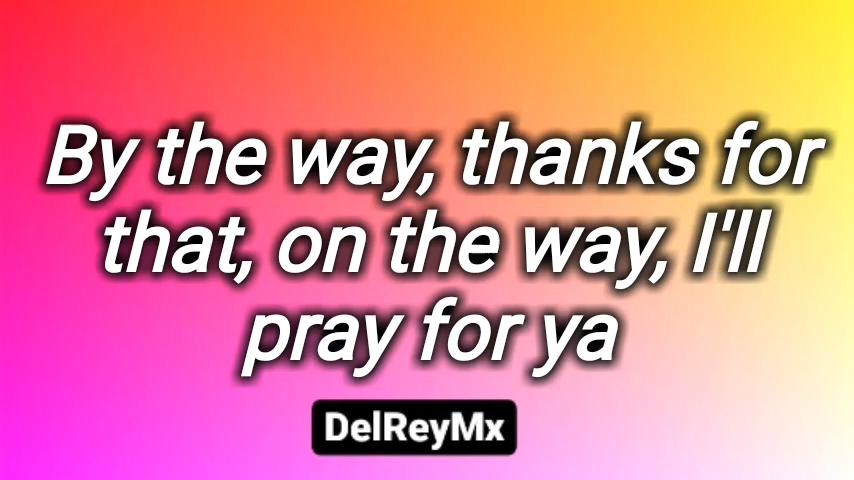 By the way, thanks for
that, on the way, I'll
pray for ya
DelReyMx